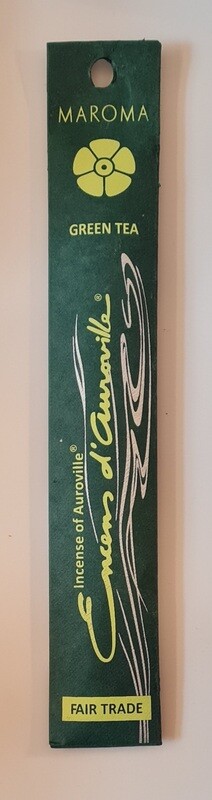 MAROMA
GREEN TEA
Incense of Auroville®
Encens d'Auroville®
FAIR TRADE